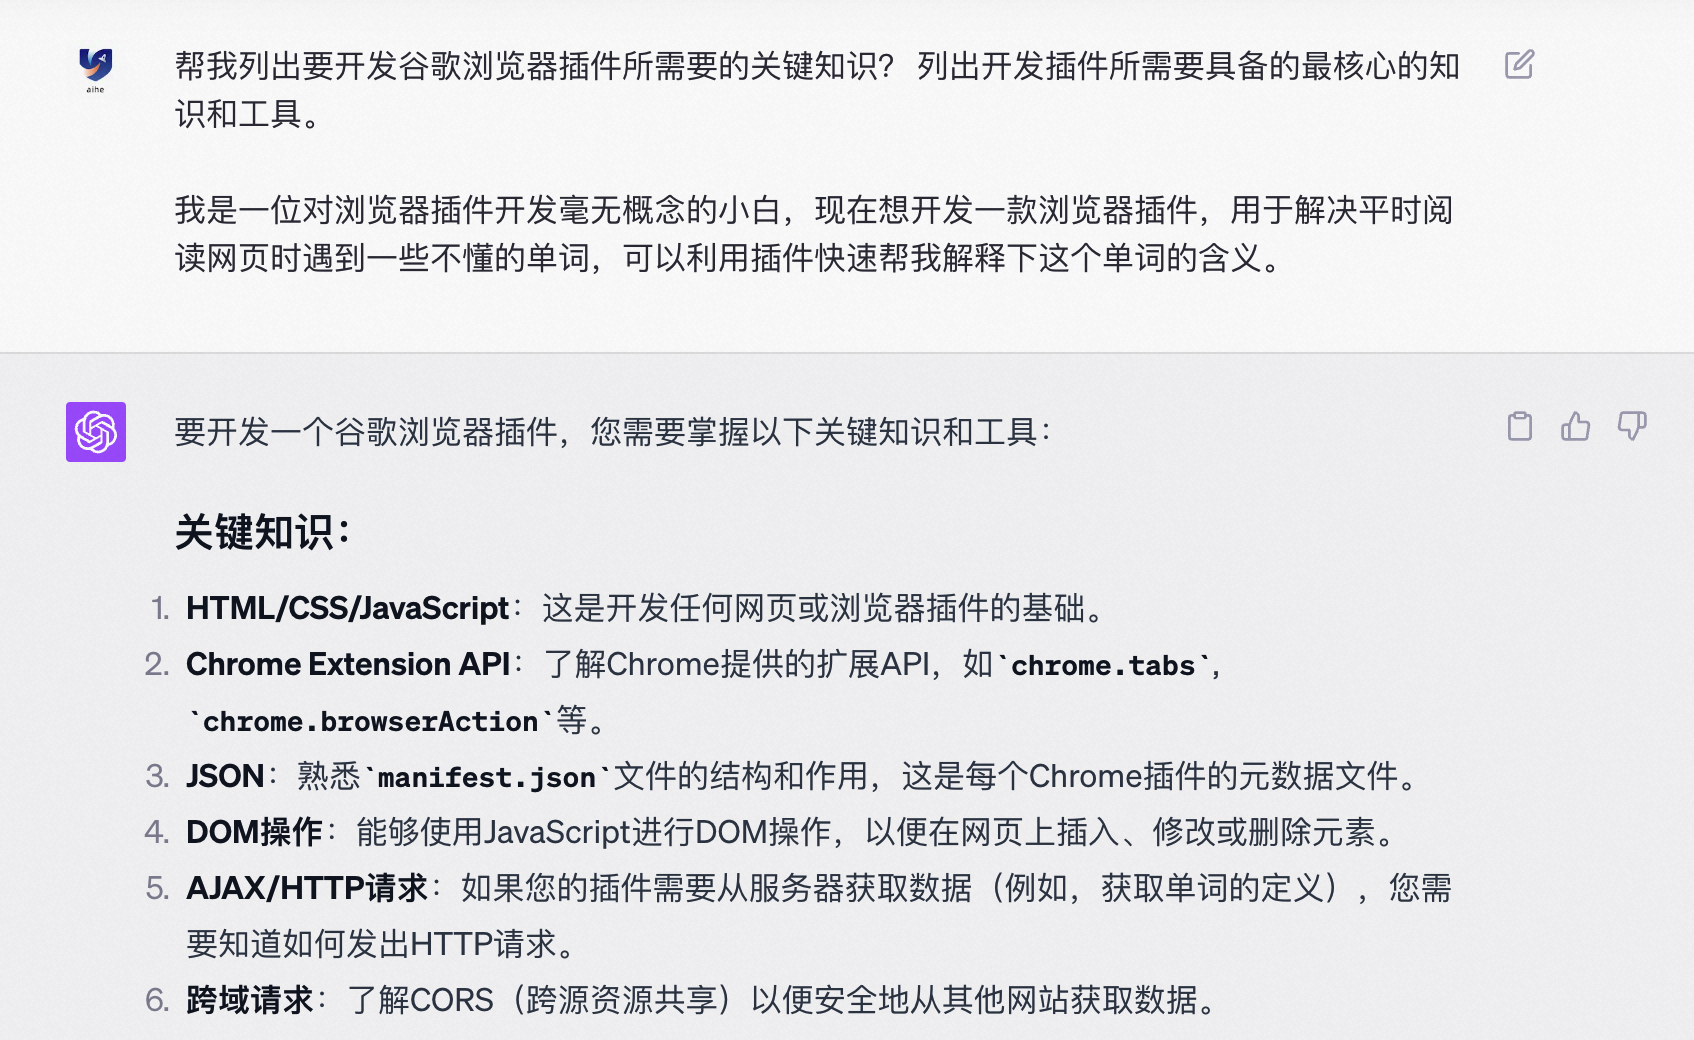 aihe
帮我列出要开发谷歌浏览器插件所需要的关键知识？ 列出开发插件所需要具备的最核心的知
识和工具。
我是一位对浏览器插件开发毫无概念的小白，现在想开发一款浏览器插件，用于解决平时阅
读网页时遇到一些不懂的单词，可以利用插件快速帮我解释下这个单词的含义。
要开发一个谷歌浏览器插件，您需要掌握以下关键知识和工具：
关键知识：
1. HTML/CSS/JavaScript：这是开发任何网页或浏览器插件的基础。
2. Chrome Extension API：了解Chrome提供的扩展API，如`chrome.tabs`,
`chrome.browserAction`等。
3. JSON：熟悉`manifest.json`文件的结构和作用，这是每个Chrome插件的元数据文件。
4. DOM操作：能够使用JavaScript进行DOM操作，以便在网页上插入、修改或删除元素。
5. AJAX/HTTP请求：如果您的插件需要从服务器获取数据（例如，获取单词的定义），您需
要知道如何发出HTTP请求。
6. 跨域请求：了解CORS（跨源资源共享）以便安全地从其他网站获取数据。